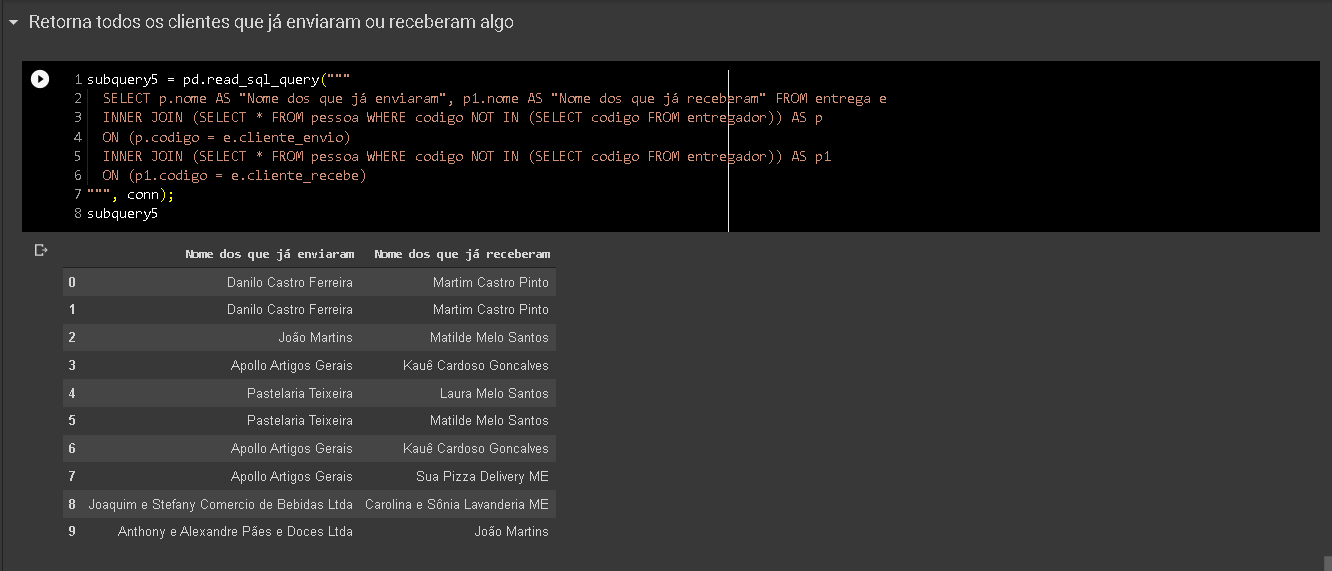 Retorna todos os clientes que já enviaram ou receberam algo
1 subquery5 = pd.read_sql_query("""
2 SELECT p.nome AS "Nome dos que já enviaram", p1.nome AS "Nome dos que já receberam" FROM entrega e
3 INNER JOIN (SELECT * FROM pessoa WHERE codigo NOT IN (SELECT codigo FROM entregador)) AS p
4 ON (p.codigo = e.cliente_envio)
5 INNER JOIN (SELECT * FROM pessoa WHERE codigo NOT IN (SELECT codigo FROM entregador)) AS p1
6 ON (p1.codigo = e.cliente_recebe)
7 """, conn);
8 subquery5
Nome dos que já enviaram Nome dos que já receberam
0 Danilo Castro Ferreira Martim Castro Pinto
1 Danilo Castro Ferreira Martim Castro Pinto
2 João Martins Matilde Melo Santos
3 Apollo Artigos Gerais Kauê Cardoso Goncalves
4 Pastelaria Teixeira Laura Melo Santos
5 Pastelaria Teixeira Matilde Melo Santos
6 Apollo Artigos Gerais Kauê Cardoso Goncalves
7 Apollo Artigos Gerais Sua Pizza Delivery ME
8 Joaquim e Stefany Comercio de Bebidas Ltda Carolina e Sônia Lavanderia ME
9 Anthony e Alexandre Pães e Doces Ltda João Martins